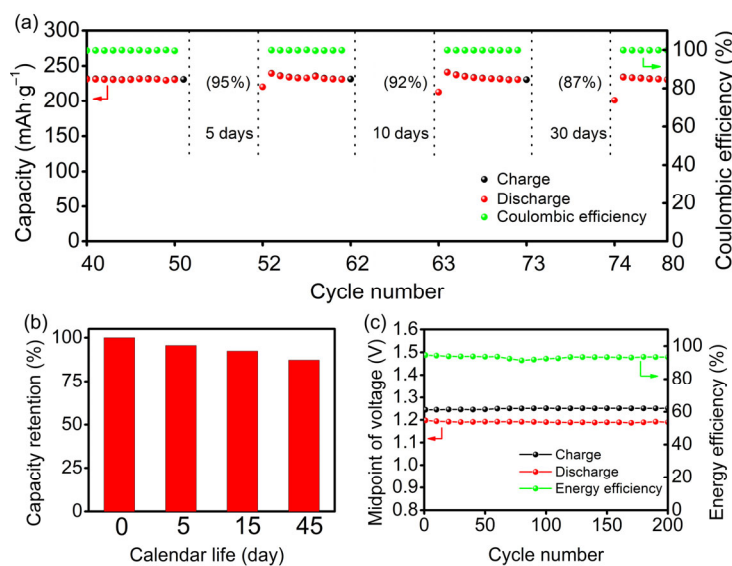 (a)
300
250
200
150
100
50
0
Capacity (mAh·g⁻¹)
(95%)
(92%)
(87%)
5 days
10 days
30 days
Charge
Discharge
Coulombic efficiency
100
80
60
40
20
0
Coulombic efficiency (%)
40 50 52 62 63 73 74 80
Cycle number
(b)
100
75
50
25
0
Capacity retention (%)
0 5 15 45
Calendar life (day)
(c)
1.6
1.5
1.4
1.3
1.2
1.1
1.0
0.9
0.8
Midpoint of voltage (V)
Charge
Discharge
Energy efficiency
100
80
60
40
20
0
Energy efficiency (%)
0 50 100 150 200
Cycle number